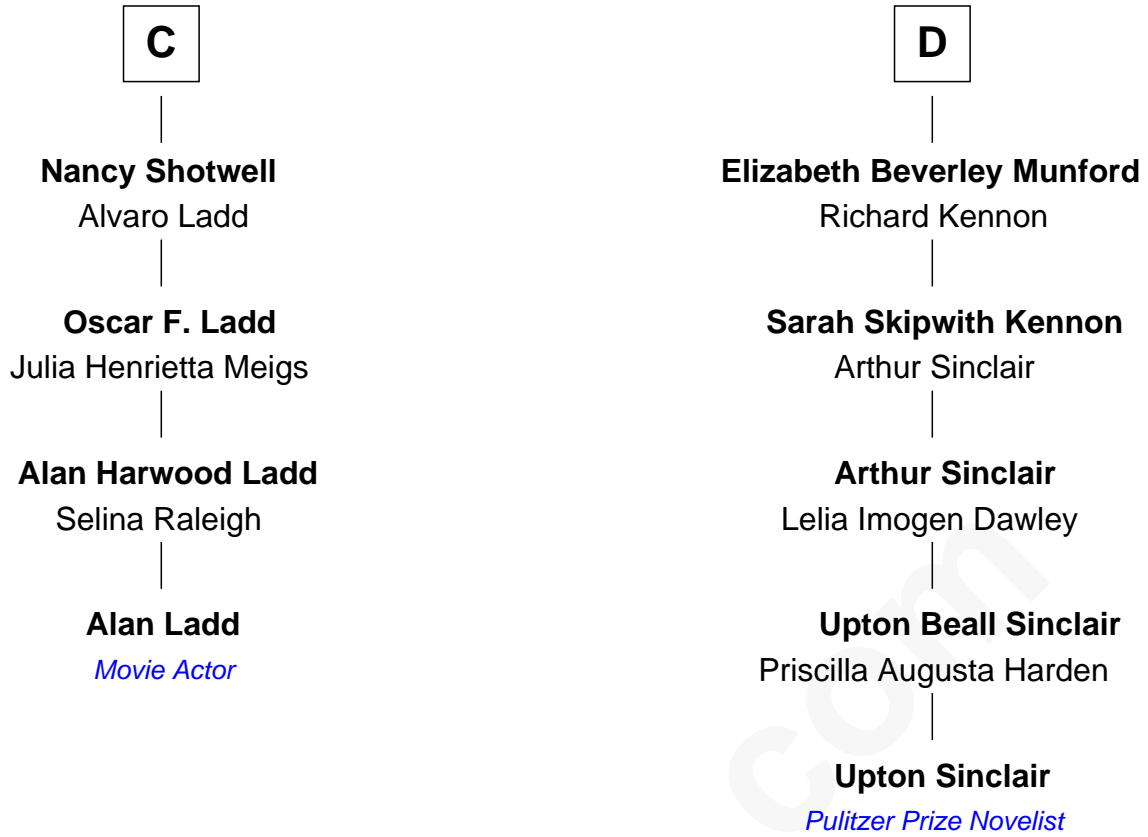 C
Nancy Shotwell
Alvaro Ladd
Oscar F. Ladd
Julia Henrietta Meigs
Alan Harwood Ladd
Selina Raleigh
Alan Ladd
Movie Actor
D
Elizabeth Beverley Munford
Richard Kennon
Sarah Skipwith Kennon
Arthur Sinclair
Arthur Sinclair
Lelia Imogen Dawley
Upton Beall Sinclair
Priscilla Augusta Harden
Upton Sinclair
Pulitzer Prize Novelist
com